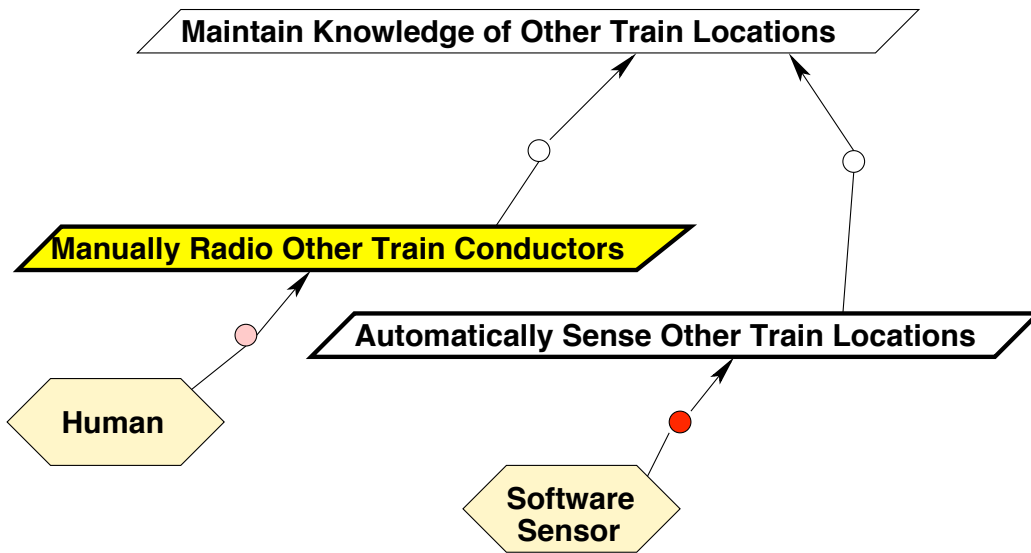 Maintain Knowledge of Other Train Locations
Manually Radio Other Train Conductors
Automatically Sense Other Train Locations
Human
Software
Sensor